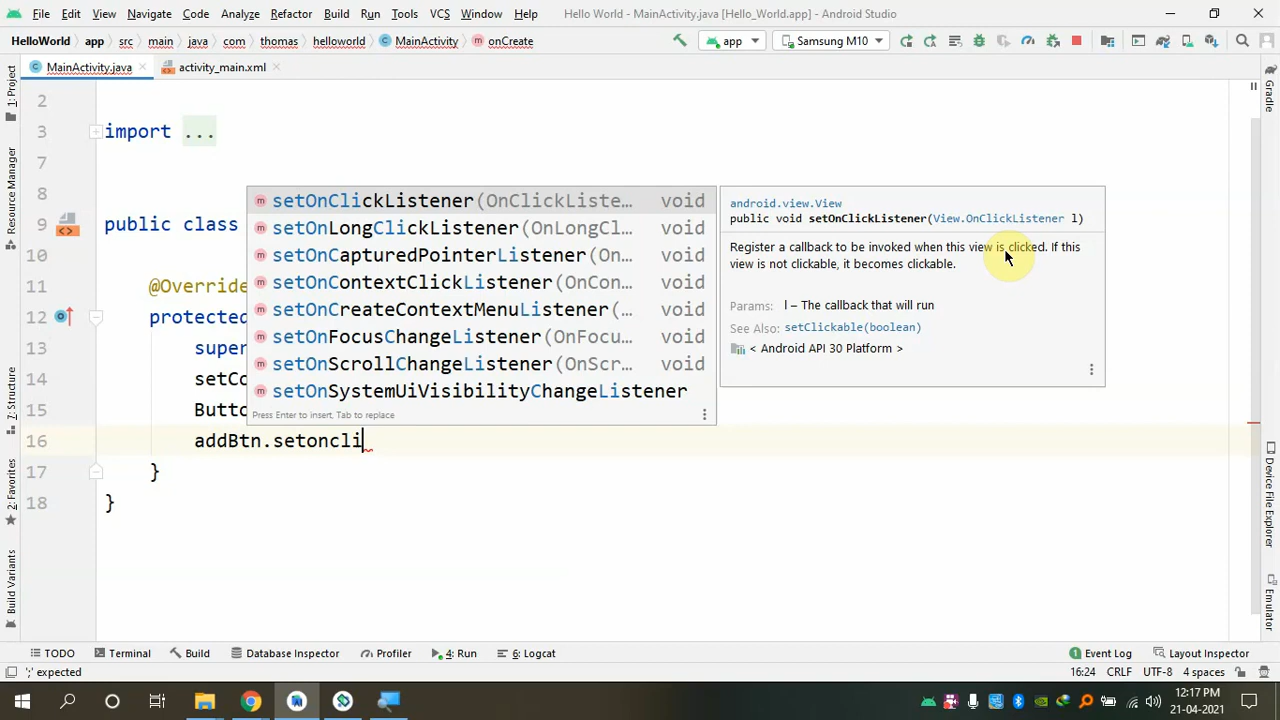 File Edit View Navigate Code Analyze Refactor Build Run Tools VCS Window Help Hello World - MainActivity.java [Hello_World.app] - Android Studio
HelloWorld app src main java com thomas helloworld MainActivity onCreate app Samsung M10
MainActivity.java activity_main.xml
1: Project
Resource Manager
7: Structure
2: Favorites
Build Variants
2
3 import ...
7
8
9 public class
10
11 @Override
12 protected
13 super
14 setCo
15 Butto
16 addBtn.setoncli
17 }
18 }
setOnClickListener(OnClickListe... void
setOnLongClickListener(OnLongCl... void
setOnCapturedPointerListener(On... void
setOnContextClickListener(OnCon... void
setOnCreateContextMenuListener(... void
setOnFocusChangeListener(OnFocu... void
setOnScrollChangeListener(OnScr... void
setOnSystemUiVisibilityChangeListener
Press Enter to insert, Tab to replace
android.view.View
public void setOnClickListener(View.OnClickListener l)
Register a callback to be invoked when this view is clicked. If this
view is not clickable, it becomes clickable.
Params: l – The callback that will run
See Also: setClickable(boolean)
< Android API 30 Platform >
Gradle
Device File Explorer
Emulator
TODO Terminal Build Database Inspector Profiler 4: Run 6: Logcat Event Log Layout Inspector
';' expected 16:24 CRLF UTF-8 4 spaces
12:17 PM
21-04-2021